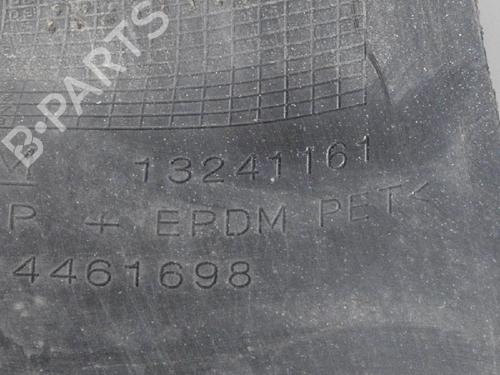 B-PARTS
13241161
P + EPDM PET<
4461698